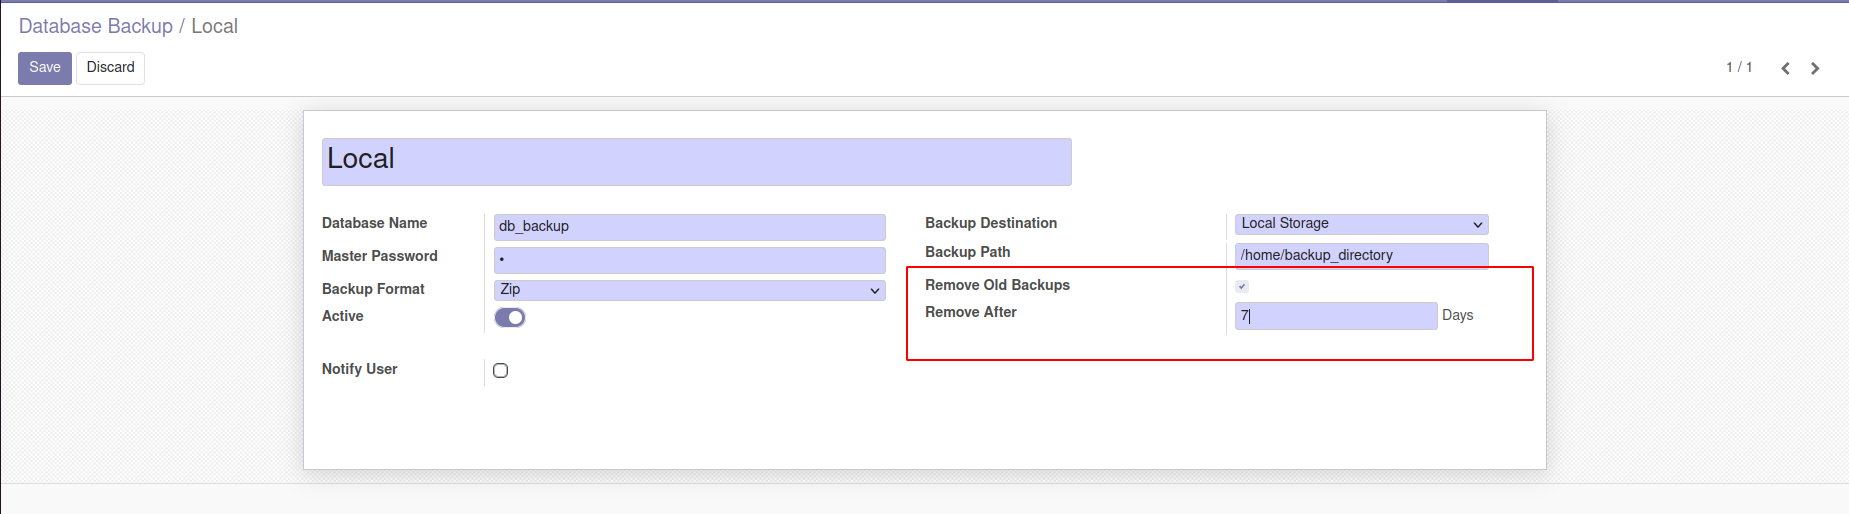 Database Backup / Local
Save Discard
1 / 1
Local
Database Name db_backup
Master Password •
Backup Format Zip
Active
Notify User
Backup Destination Local Storage
Backup Path /home/backup_directory
Remove Old Backups
Remove After 7 Days